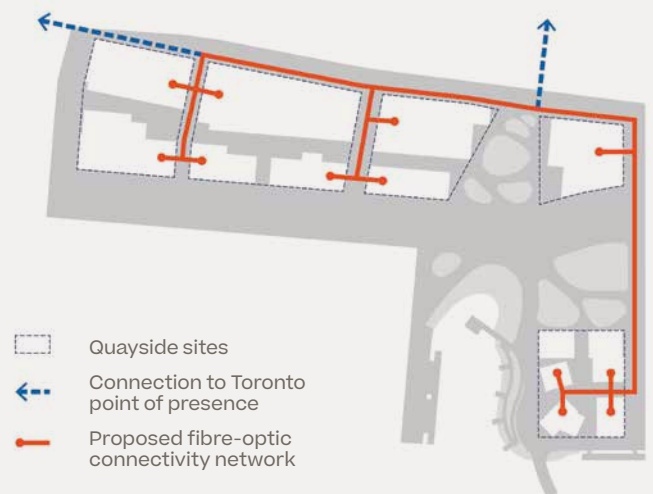 Quayside sites
Connection to Toronto
point of presence
Proposed fibre-optic
connectivity network